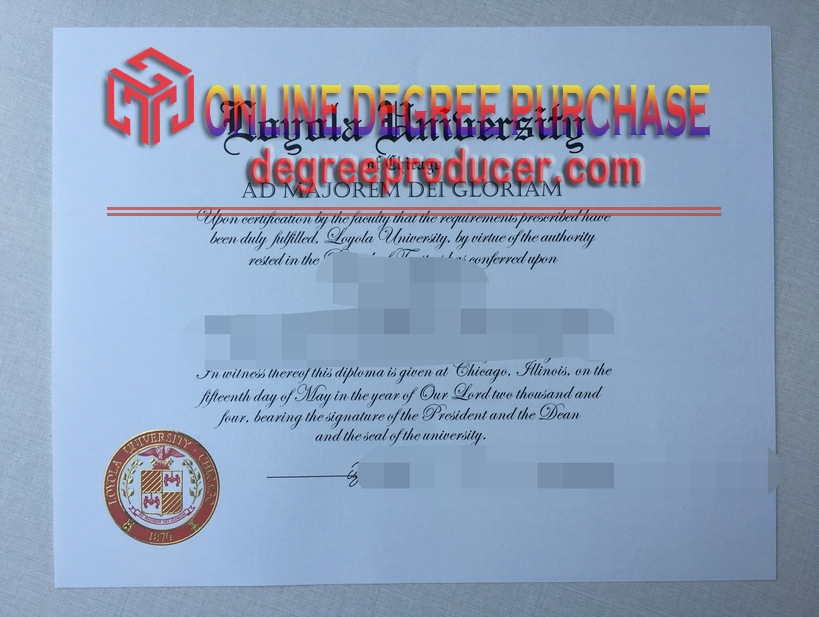 ONLINE DEGREE PURCHASE
Loyola University
of Chicago
degreeproducer.com
AD MAJOREM DEI GLORIAM
Upon certification by the faculty that the requirements prescribed have
been duly fulfilled, Loyola University, by virtue of the authority
rested in the has conferred upon
In witness thereof this diploma is given at Chicago, Illinois, on the
fifteenth day of May in the year of Our Lord two thousand and
four, bearing the signature of the President and the Dean
and the seal of the university.
LOYOLA UNIVERSITY · CHICAGO
1870